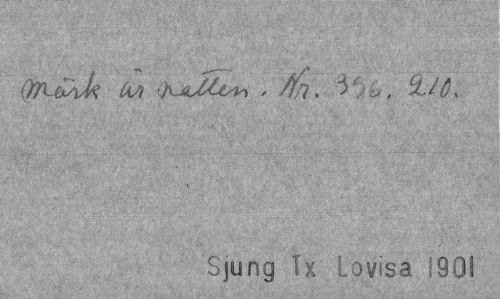 Mörk är natten. Nr. 396. 210.
Sjung Tx Lovisa 1901